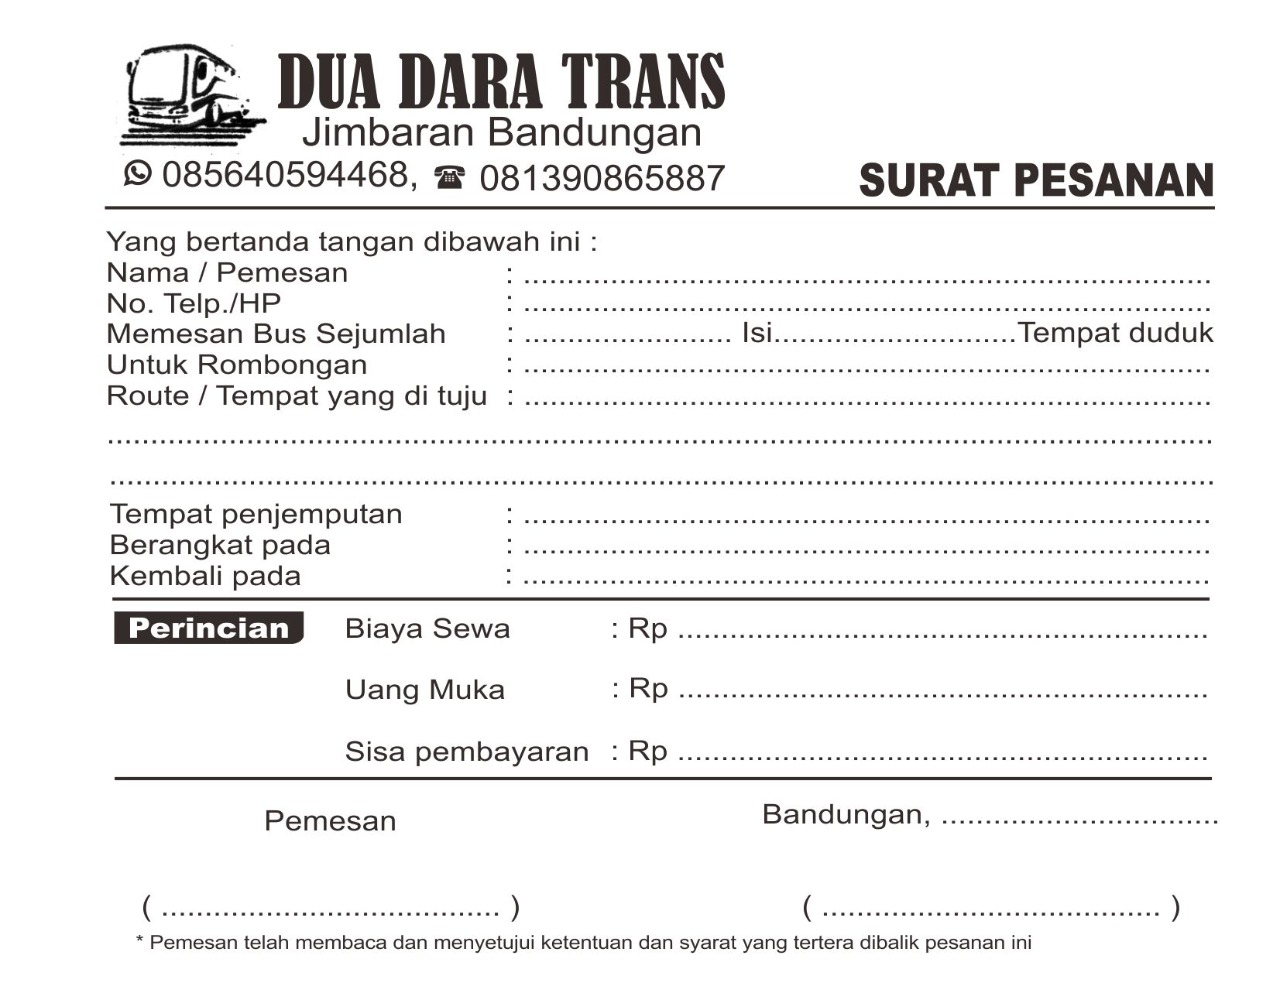 DUA DARA TRANS
Jimbaran Bandungan
085640594468, 081390865887
SURAT PESANAN
Yang bertanda tangan dibawah ini :
Nama / Pemesan : ................................................................................
No. Telp./HP : ................................................................................
Memesan Bus Sejumlah : ........................ Isi............................Tempat duduk
Untuk Rombongan : ................................................................................
Route / Tempat yang di tuju : ................................................................................
................................................................................................................................
................................................................................................................................
Tempat penjemputan : ................................................................................
Berangkat pada : ................................................................................
Kembali pada : ................................................................................
Perincian Biaya Sewa : Rp .............................................................
Uang Muka : Rp .............................................................
Sisa pembayaran : Rp .............................................................
Pemesan Bandungan, ................................
( ....................................... ) ( ....................................... )
* Pemesan telah membaca dan menyetujui ketentuan dan syarat yang tertera dibalik pesanan ini